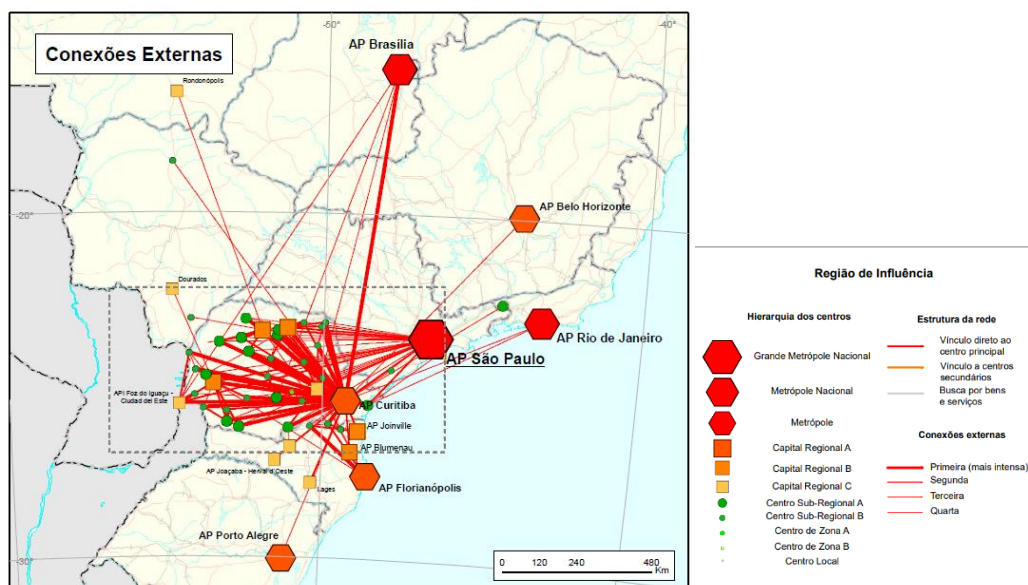 -50°
-40°
Conexões Externas
AP Brasília
Rondonópolis
-20°
AP Belo Horizonte
Dourados
AP Rio de Janeiro
AP São Paulo
API Foz do Iguaçu -
Ciudad del Este
AP Curitiba
AP Joinville
AP Blumenau
AP Joaçaba - Herval d'Oeste
Lages
AP Florianópolis
AP Porto Alegre
-30°
0 120 240 480
Km
Região de Influência
Hierarquia dos centros
Grande Metrópole Nacional
Metrópole Nacional
Metrópole
Capital Regional A
Capital Regional B
Capital Regional C
Centro Sub-Regional A
Centro Sub-Regional B
Centro de Zona A
Centro de Zona B
Centro Local
Estrutura da rede
Vínculo direto ao
centro principal
Vínculo a centros
secundários
Busca por bens
e serviços
Conexões externas
Primeira (mais intensa)
Segunda
Terceira
Quarta